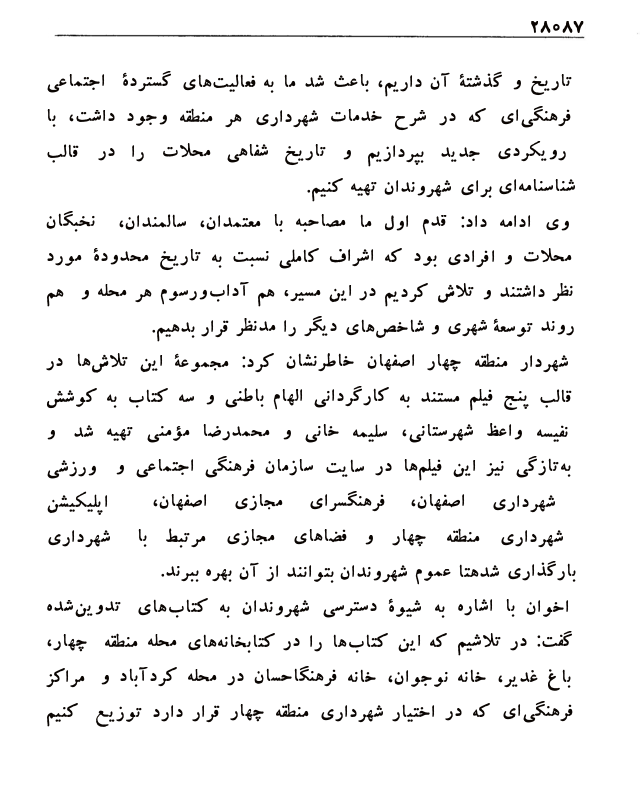 ۲۸۰۸۷
تاریخ و گذشتهٔ آن داریم، باعث شد ما به فعالیت‌های گستردهٔ اجتماعی
فرهنگی‌ای که در شرح خدمات شهرداری هر منطقه وجود داشت، با
رویکردی جدید بپردازیم و تاریخ شفاهی محلات را در قالب
شناسنامه‌ای برای شهروندان تهیه کنیم.
وی ادامه داد: قدم اول ما مصاحبه با معتمدان، سالمندان، نخبگان
محلات و افرادی بود که اشراف کاملی نسبت به تاریخ محدودهٔ مورد
نظر داشتند و تلاش کردیم در این مسیر، هم آداب‌ورسوم هر محله و هم
روند توسعهٔ شهری و شاخص‌های دیگر را مدنظر قرار بدهیم.
شهردار منطقه چهار اصفهان خاطرنشان کرد: مجموعهٔ این تلاش‌ها در
قالب پنج فیلم مستند به کارگردانی الهام باطنی و سه کتاب به کوشش
نفیسه واعظ شهرستانی، سلیمه خانی و محمدرضا مؤمنی تهیه شد و
به‌تازگی نیز این فیلم‌ها در سایت سازمان فرهنگی اجتماعی و ورزشی
شهرداری اصفهان، فرهنگسرای مجازی اصفهان، اپلیکیشن
شهرداری منطقه چهار و فضاهای مجازی مرتبط با شهرداری
بارگذاری شدهتا عموم شهروندان بتوانند از آن بهره ببرند.
اخوان با اشاره به شیوهٔ دسترسی شهروندان به کتاب‌های تدوین‌شده
گفت: در تلاشیم که این کتاب‌ها را در کتابخانه‌های محله منطقه چهار،
باغ غدیر، خانه نوجوان، خانه فرهنگاحسان در محله کردآباد و مراکز
فرهنگی‌ای که در اختیار شهرداری منطقه چهار قرار دارد توزیع کنیم